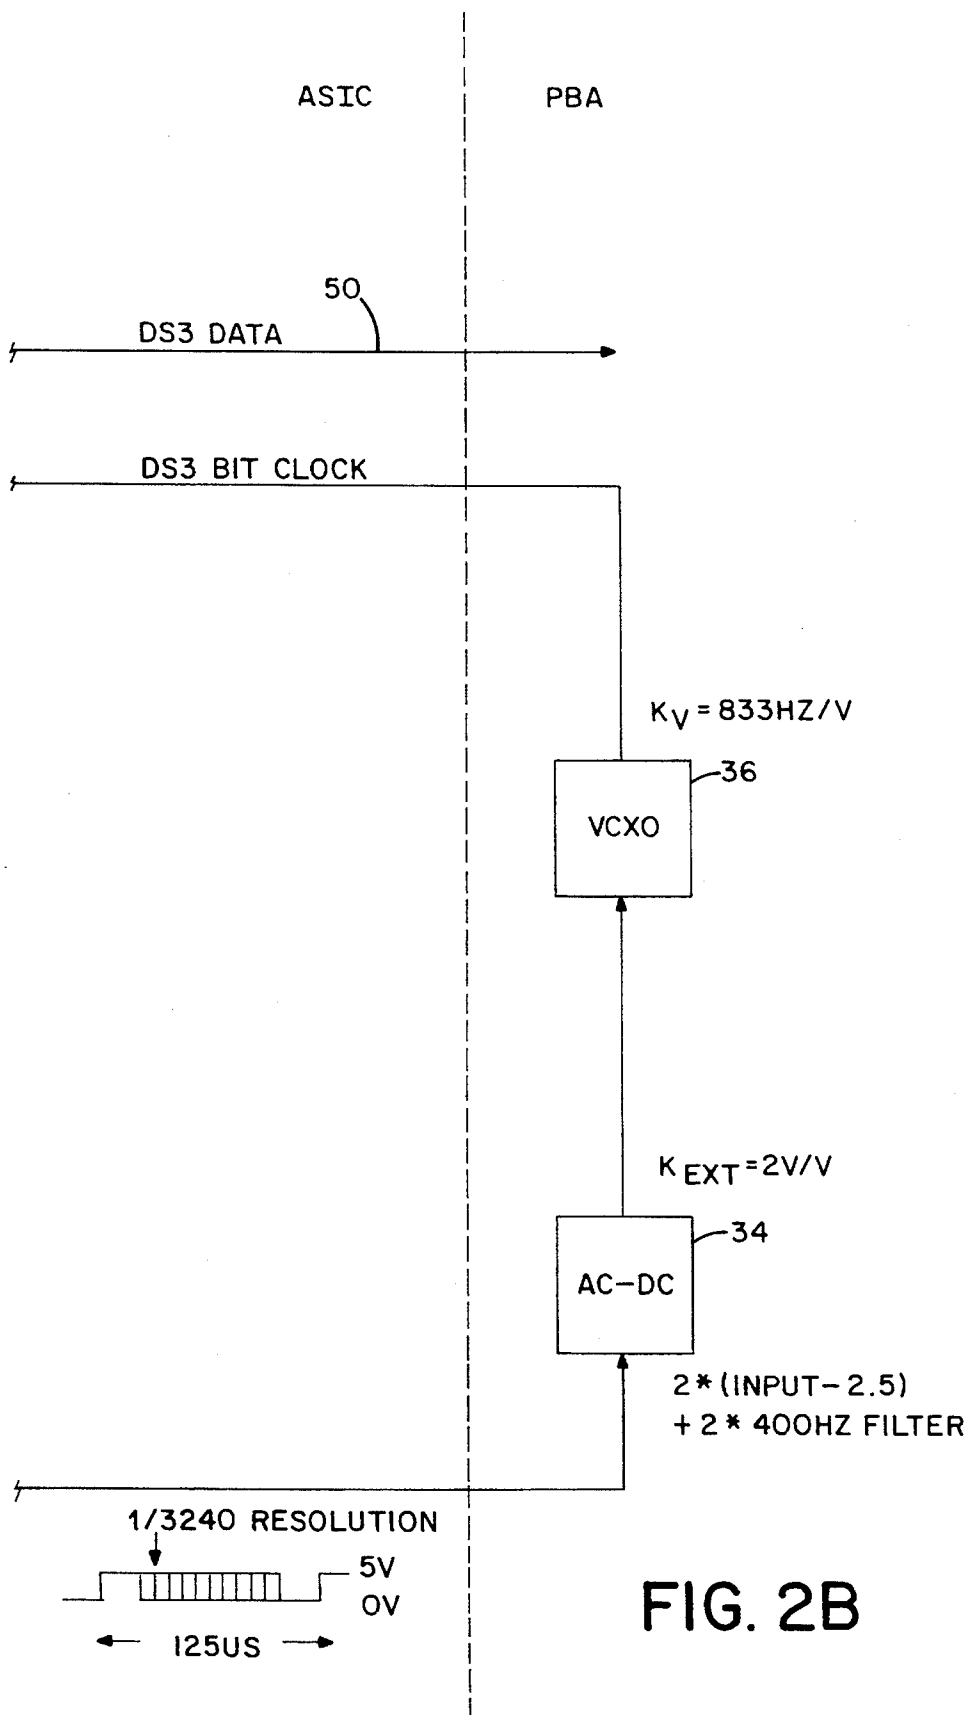 ASIC PBA
50
DS3 DATA
DS3 BIT CLOCK
KV=833HZ/V
36
VCXO
KEXT=2V/V
34
AC-DC
2*(INPUT-2.5)
+2*400HZ FILTER
1/3240 RESOLUTION
5V
0V
125US
FIG. 2B